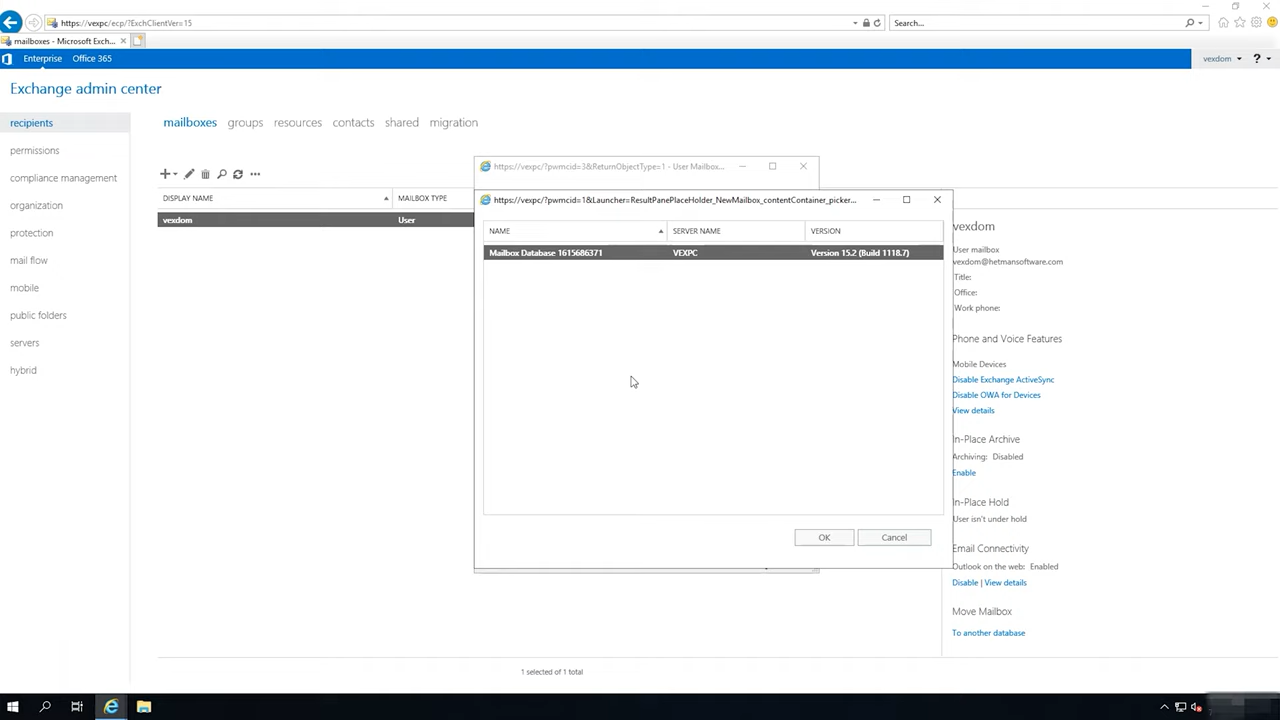 https://vexpc/ecp/?ExchClientVer=15
Search...
mailboxes - Microsoft Exch...
Enterprise Office 365
vexdom ?
Exchange admin center
recipients
permissions
compliance management
organization
protection
mail flow
mobile
public folders
servers
hybrid
mailboxes groups resources contacts shared migration
DISPLAY NAME MAILBOX TYPE
vexdom User
https://vexpc/?pwmcid=3&ReturnObjectType=1 - User Mailbox...
https://vexpc/?pwmcid=1&Launcher=ResultPanePlaceHolder_NewMailbox_contentContainer_picker...
NAME SERVER NAME VERSION
Mailbox Database 1615686371 VEXPC Version 15.2 (Build 1118.7)
OK Cancel
vexdom
User mailbox
vexdom@hetmansoftware.com
Title:
Office:
Work phone:
Phone and Voice Features
Mobile Devices
Disable Exchange ActiveSync
Disable OWA for Devices
View details
In-Place Archive
Archiving: Disabled
Enable
In-Place Hold
User isn't under hold
Email Connectivity
Outlook on the web: Enabled
Disable | View details
Move Mailbox
To another database
1 selected of 1 total